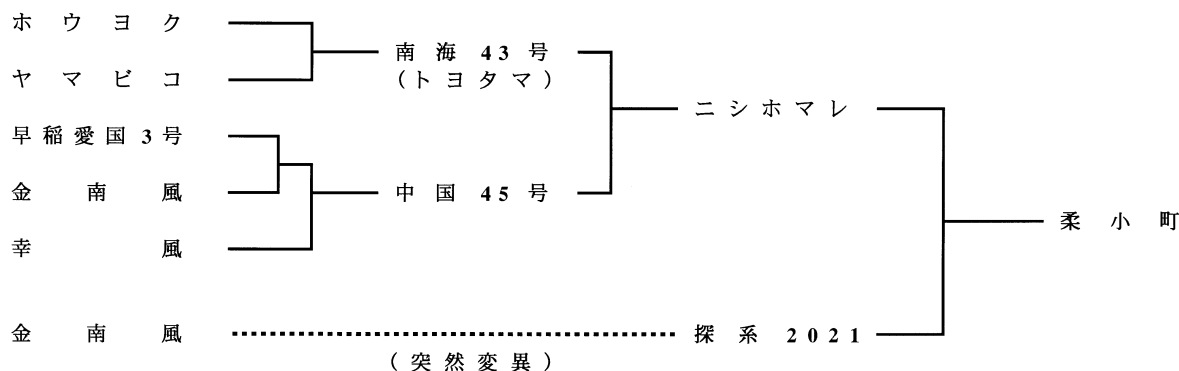 ホウヨク
南海43号
ヤマビコ
(トヨタマ)
ニシホマレ
早稲愛国3号
金南風
中国45号
柔小町
幸風
金南風
探系2021
(突然変異)